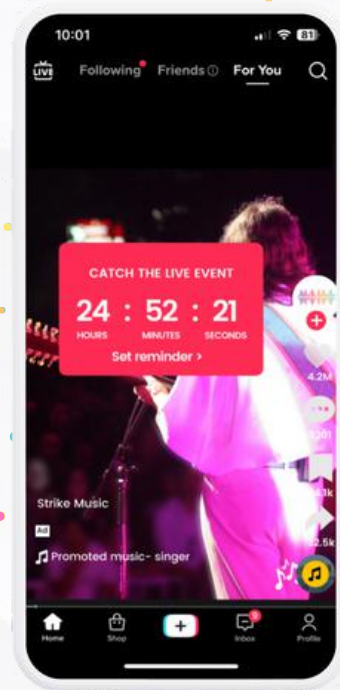 10:01
81
LIVE
Following Friends For You
CATCH THE LIVE EVENT
24 : 52 : 21
HOURS MINUTES SECONDS
Set reminder >
4.2M
Strike Music
Ad
Promoted music- singer
Home Shop Inbox Profile